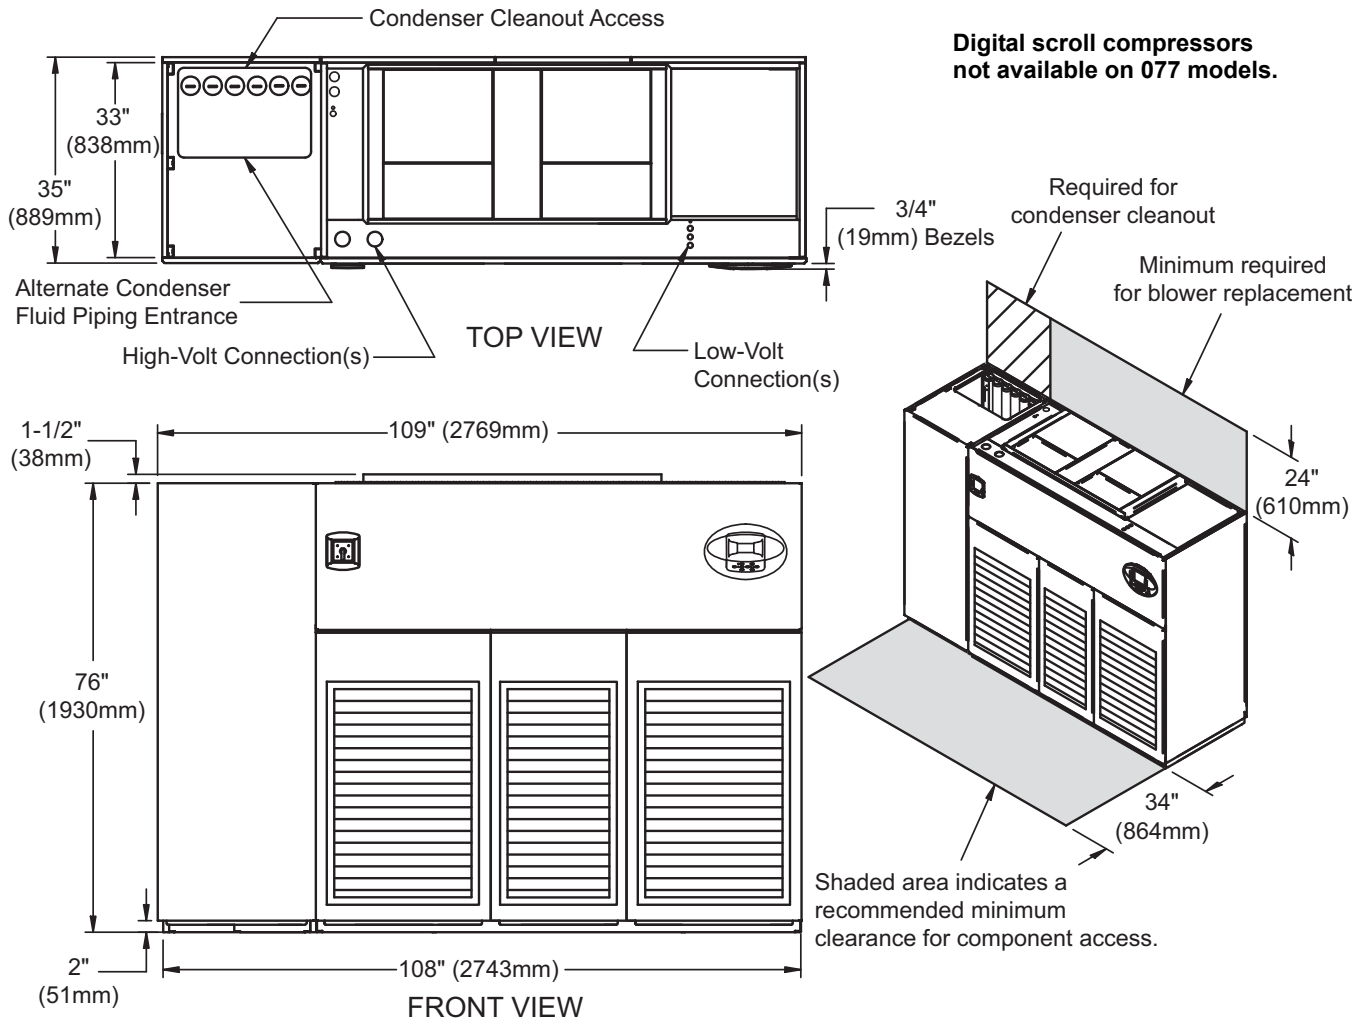 Condenser Cleanout Access
Digital scroll compressors
not available on 077 models.
33"
(838mm)
35"
(889mm)
3/4"
(19mm) Bezels
Required for
condenser cleanout
Minimum required
for blower replacement
Alternate Condenser
Fluid Piping Entrance
TOP VIEW
High-Volt Connection(s)
Low-Volt
Connection(s)
1-1/2"
(38mm)
109" (2769mm)
24"
(610mm)
76"
(1930mm)
34"
(864mm)
Shaded area indicates a
recommended minimum
clearance for component access.
2"
(51mm)
108" (2743mm)
FRONT VIEW